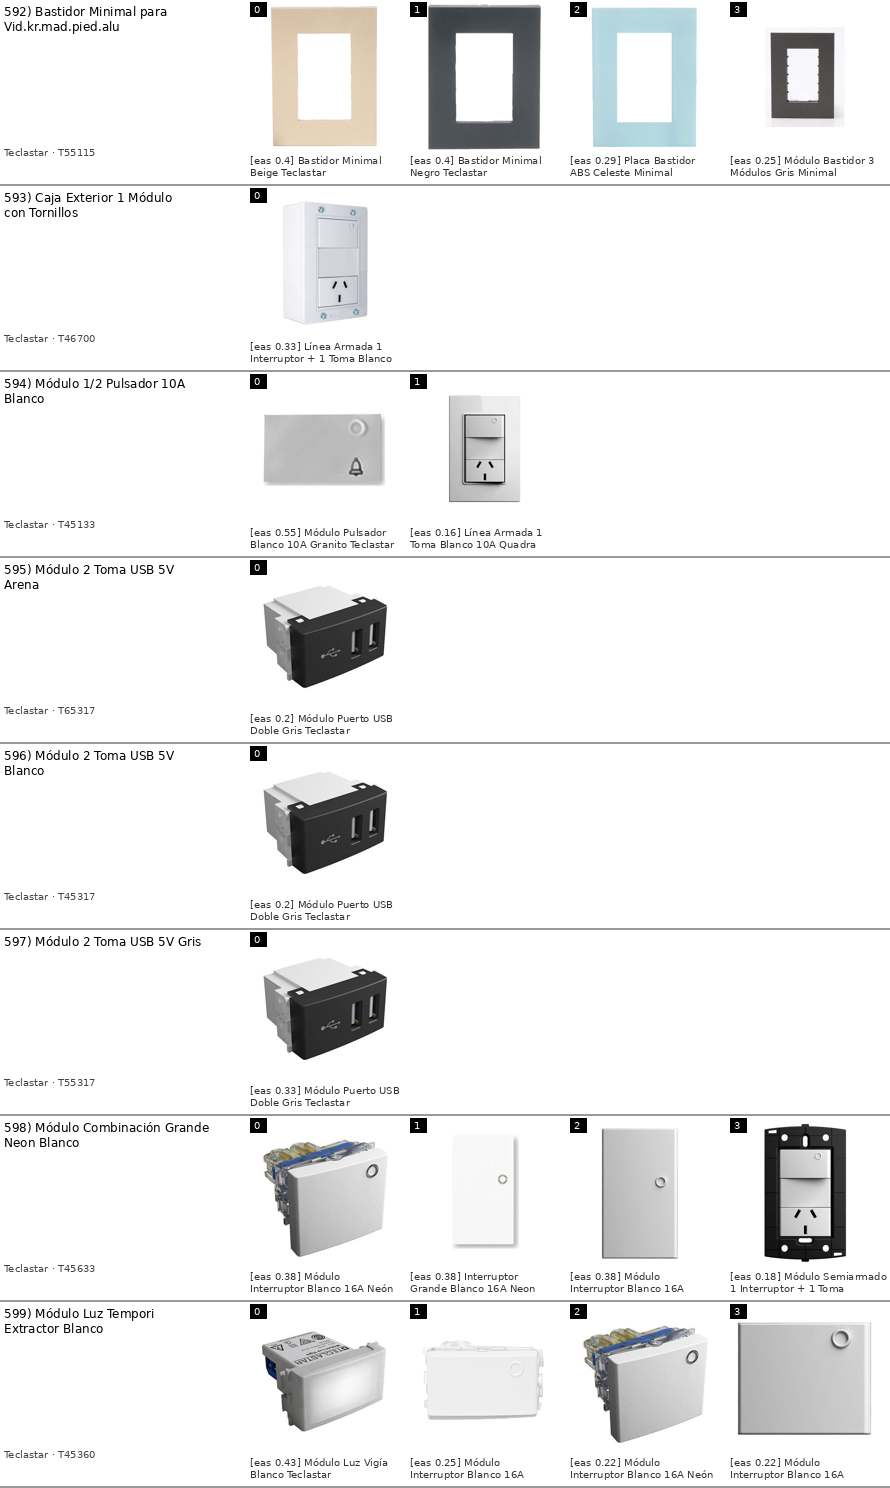 592) Bastidor Minimal para
Vid.kr.mad.pied.alu
Teclastar · T55115
0
[eas 0.4] Bastidor Minimal
Beige Teclastar
1
[eas 0.4] Bastidor Minimal
Negro Teclastar
2
[eas 0.29] Placa Bastidor
ABS Celeste Minimal
3
[eas 0.25] Módulo Bastidor 3
Módulos Gris Minimal
593) Caja Exterior 1 Módulo
con Tornillos
Teclastar · T46700
0
[eas 0.33] Línea Armada 1
Interruptor + 1 Toma Blanco
594) Módulo 1/2 Pulsador 10A
Blanco
Teclastar · T45133
0
[eas 0.55] Módulo Pulsador
Blanco 10A Granito Teclastar
1
[eas 0.16] Línea Armada 1
Toma Blanco 10A Quadra
595) Módulo 2 Toma USB 5V
Arena
Teclastar · T65317
0
[eas 0.2] Módulo Puerto USB
Doble Gris Teclastar
596) Módulo 2 Toma USB 5V
Blanco
Teclastar · T45317
0
[eas 0.2] Módulo Puerto USB
Doble Gris Teclastar
597) Módulo 2 Toma USB 5V Gris
Teclastar · T55317
0
[eas 0.33] Módulo Puerto USB
Doble Gris Teclastar
598) Módulo Combinación Grande
Neon Blanco
Teclastar · T45633
0
[eas 0.38] Módulo
Interruptor Blanco 16A Neón
1
[eas 0.38] Interruptor
Grande Blanco 16A Neon
2
[eas 0.38] Módulo
Interruptor Blanco 16A
3
[eas 0.18] Módulo Semiarmado
1 Interruptor + 1 Toma
599) Módulo Luz Tempori
Extractor Blanco
Teclastar · T45360
0
TECLASTAR
[eas 0.43] Módulo Luz Vigía
Blanco Teclastar
1
[eas 0.25] Módulo
Interruptor Blanco 16A
2
[eas 0.22] Módulo
Interruptor Blanco 16A Neón
3
[eas 0.22] Módulo
Interruptor Blanco 16A